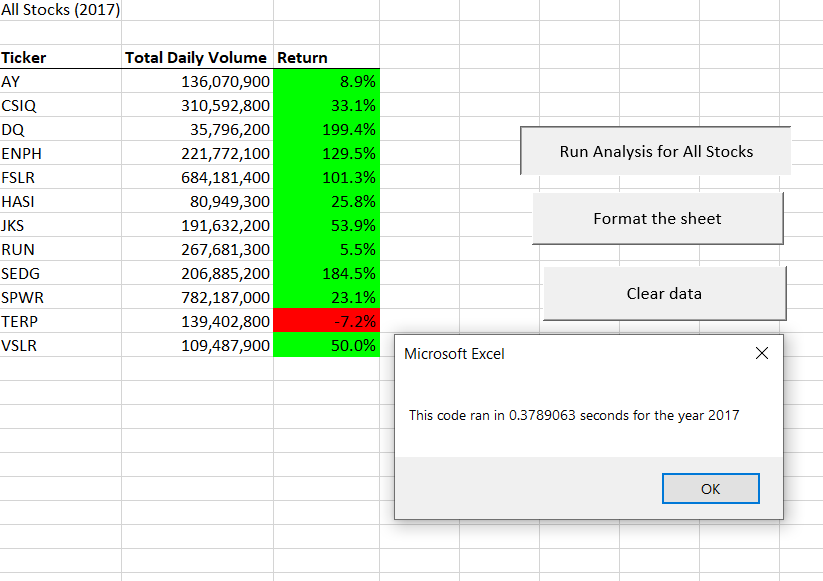 All Stocks (2017)
Ticker Total Daily Volume Return
AY 136,070,900 8.9%
CSIQ 310,592,800 33.1%
DQ 35,796,200 199.4%
ENPH 221,772,100 129.5%
FSLR 684,181,400 101.3%
HASI 80,949,300 25.8%
JKS 191,632,200 53.9%
RUN 267,681,300 5.5%
SEDG 206,885,200 184.5%
SPWR 782,187,000 23.1%
TERP 139,402,800 -7.2%
VSLR 109,487,900 50.0%
Run Analysis for All Stocks
Format the sheet
Clear data
Microsoft Excel
This code ran in 0.3789063 seconds for the year 2017
OK